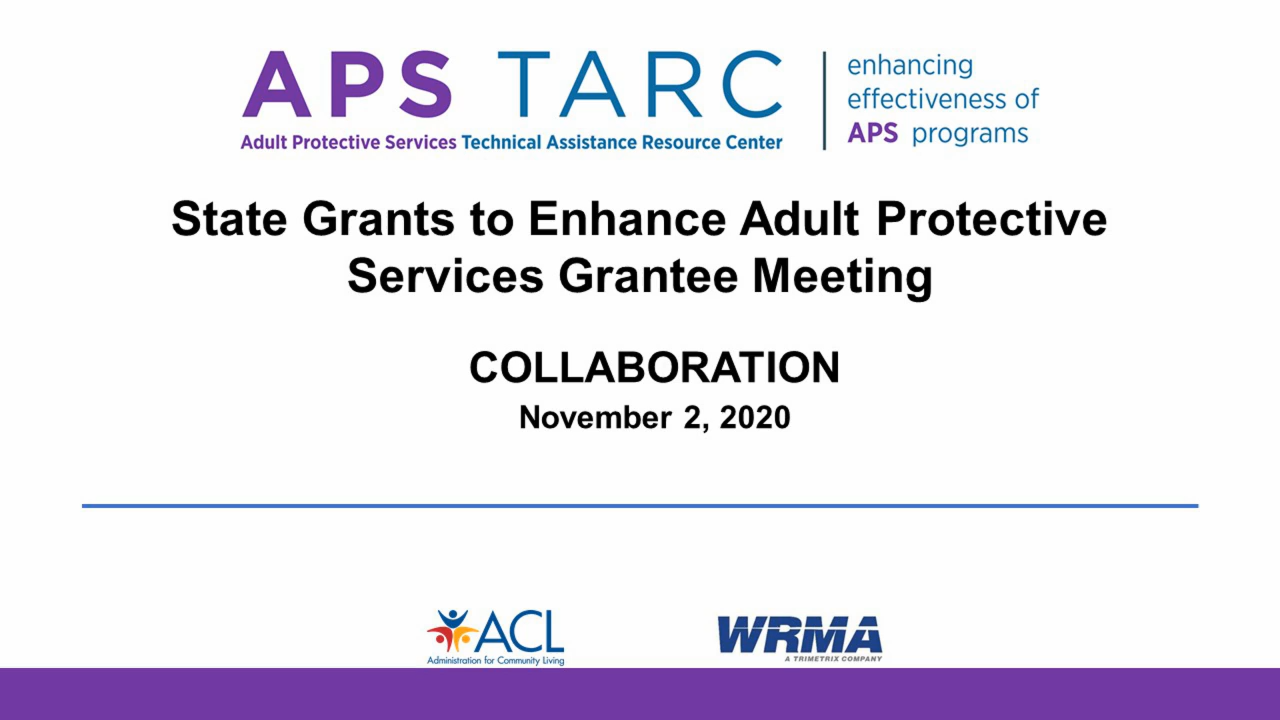 APS TARC
Adult Protective Services Technical Assistance Resource Center
enhancing
effectiveness of
APS programs
State Grants to Enhance Adult Protective
Services Grantee Meeting
COLLABORATION
November 2, 2020
ACL
Administration for Community Living
WRMA
A TRIMETRIX COMPANY